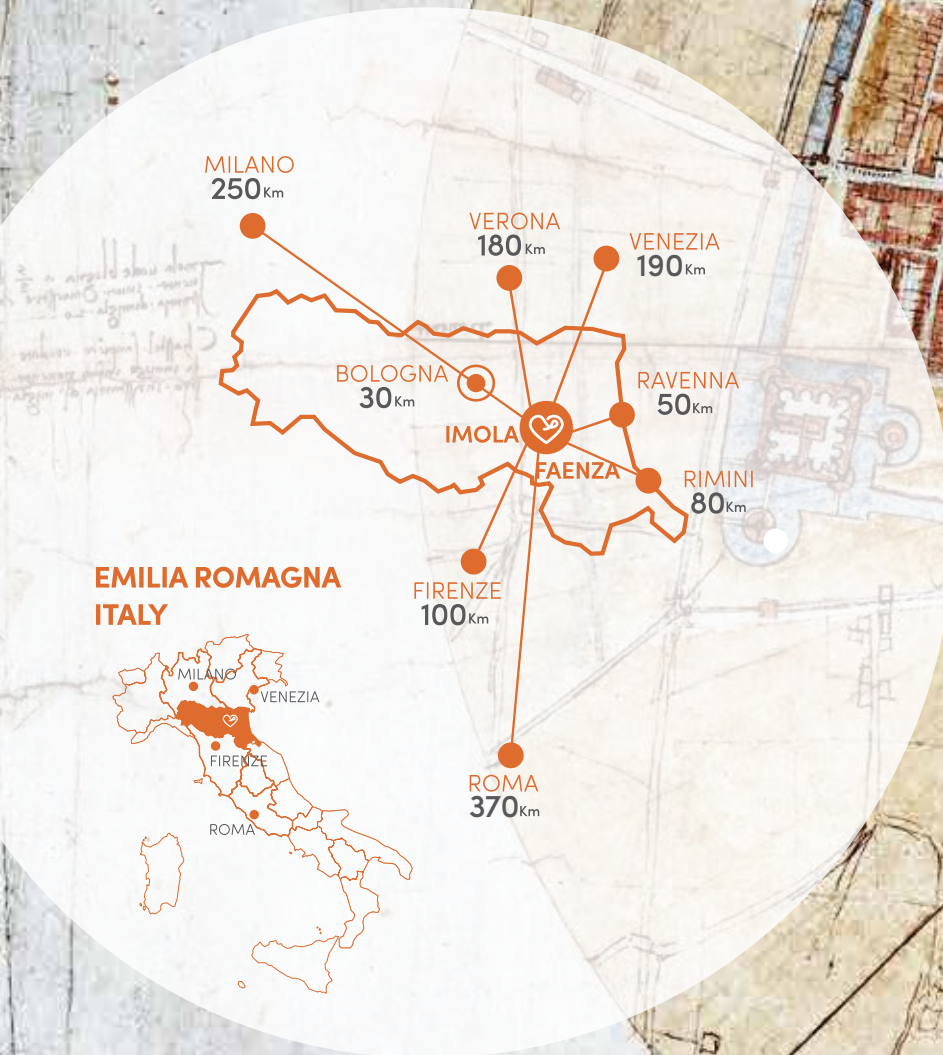 MILANO
250Km
VERONA
180Km
VENEZIA
190Km
BOLOGNA
30Km
RAVENNA
50Km
IMOLA
FAENZA
RIMINI
80Km
FIRENZE
100Km
EMILIA ROMAGNA
ITALY
MILANO
VENEZIA
FIRENZE
ROMA
ROMA
370Km